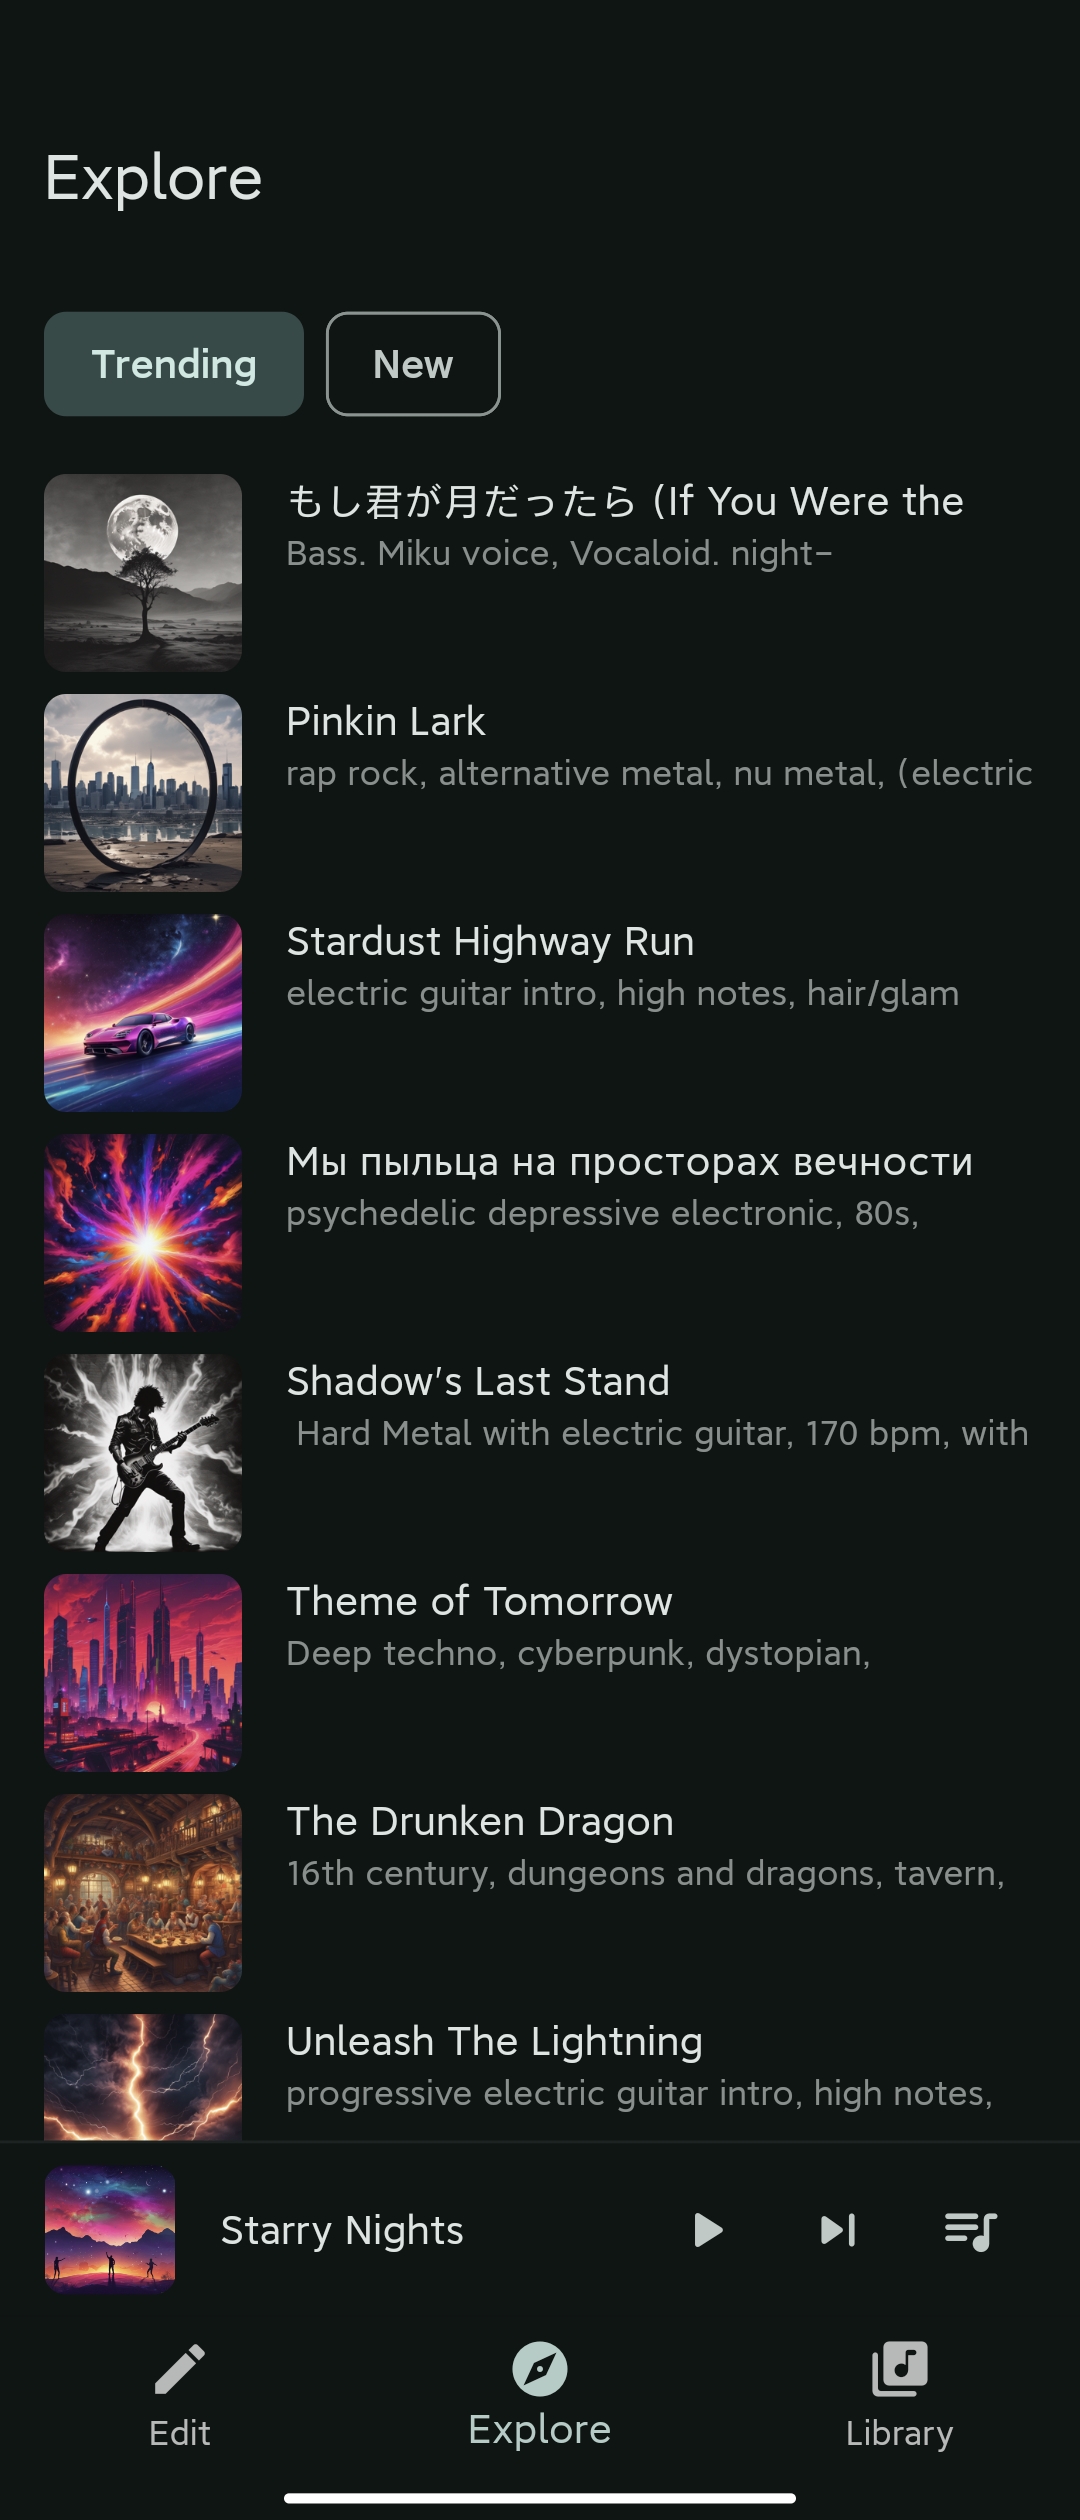 Explore
Trending New
もし君が月だったら (If You Were the
Bass. Miku voice, Vocaloid. night–
Pinkin Lark
rap rock, alternative metal, nu metal, (electric
Stardust Highway Run
electric guitar intro, high notes, hair/glam
Мы пыльца на просторах вечности
psychedelic depressive electronic, 80s,
Shadow's Last Stand
Hard Metal with electric guitar, 170 bpm, with
Theme of Tomorrow
Deep techno, cyberpunk, dystopian,
The Drunken Dragon
16th century, dungeons and dragons, tavern,
Unleash The Lightning
progressive electric guitar intro, high notes,
Starry Nights
Edit Explore Library